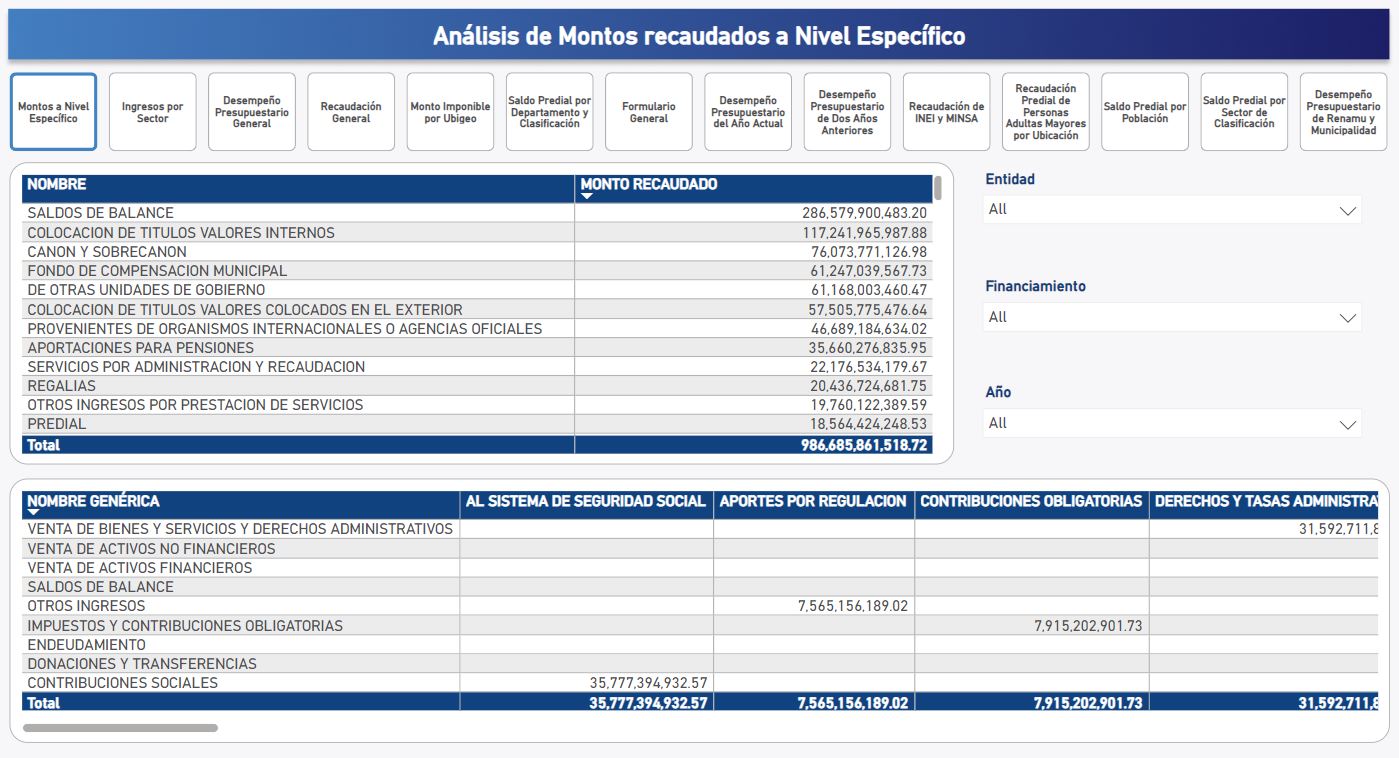 Análisis de Montos recaudados a Nivel Específico
Montos a Nivel
Específico
Ingresos por
Sector
Desempeño
Presupuestario
General
Recaudación
General
Monto Imponible
por Ubigeo
Saldo Predial por
Departamento y
Clasificación
Formulario
General
Desempeño
Presupuestario
del Año Actual
Desempeño
Presupuestario
de Dos Años
Anteriores
Recaudación de
INEI y MINSA
Recaudación
Predial de
Personas
Adultas Mayores
por Ubicación
Saldo Predial por
Población
Saldo Predial por
Sector de
Clasificación
Desempeño
Presupuestario
de Renamu y
Municipalidad
NOMBRE MONTO RECAUDADO
SALDOS DE BALANCE 286,579,900,483.20
COLOCACION DE TITULOS VALORES INTERNOS 117,241,965,987.88
CANON Y SOBRECANON 76,073,771,126.98
FONDO DE COMPENSACION MUNICIPAL 61,247,039,567.73
DE OTRAS UNIDADES DE GOBIERNO 61,168,003,460.47
COLOCACION DE TITULOS VALORES COLOCADOS EN EL EXTERIOR 57,505,775,476.64
PROVENIENTES DE ORGANISMOS INTERNACIONALES O AGENCIAS OFICIALES 46,689,184,634.02
APORTACIONES PARA PENSIONES 35,660,276,835.95
SERVICIOS POR ADMINISTRACION Y RECAUDACION 22,176,534,179.67
REGALIAS 20,436,724,681.75
OTROS INGRESOS POR PRESTACION DE SERVICIOS 19,760,122,389.59
PREDIAL 18,564,424,248.53
Total 986,685,861,518.72
Entidad
All
Financiamiento
All
Año
All
NOMBRE GENÉRICA AL SISTEMA DE SEGURIDAD SOCIAL APORTES POR REGULACION CONTRIBUCIONES OBLIGATORIAS DERECHOS Y TASAS ADMINISTRA
VENTA DE BIENES Y SERVICIOS Y DERECHOS ADMINISTRATIVOS 31,592,711,8
VENTA DE ACTIVOS NO FINANCIEROS
VENTA DE ACTIVOS FINANCIEROS
SALDOS DE BALANCE
OTROS INGRESOS 7,565,156,189.02
IMPUESTOS Y CONTRIBUCIONES OBLIGATORIAS 7,915,202,901.73
ENDEUDAMIENTO
DONACIONES Y TRANSFERENCIAS
CONTRIBUCIONES SOCIALES 35,777,394,932.57
Total 35,777,394,932.57 7,565,156,189.02 7,915,202,901.73 31,592,711,8